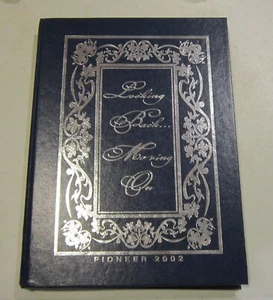 Looking
Back...
Moving
On
PIONEER 2002